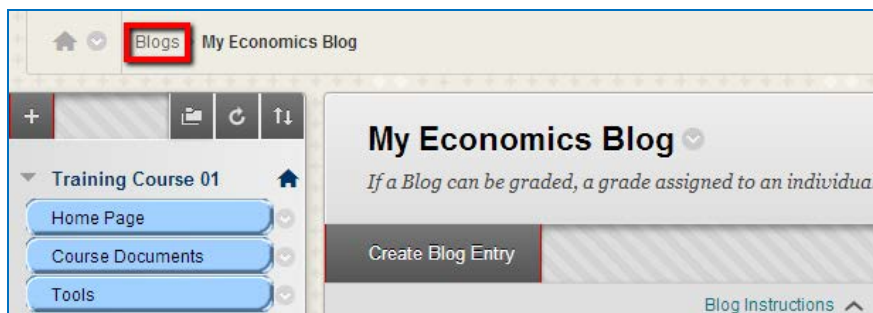 Blogs My Economics Blog
My Economics Blog
If a Blog can be graded, a grade assigned to an individual
Create Blog Entry
Blog Instructions
Training Course 01
Home Page
Course Documents
Tools